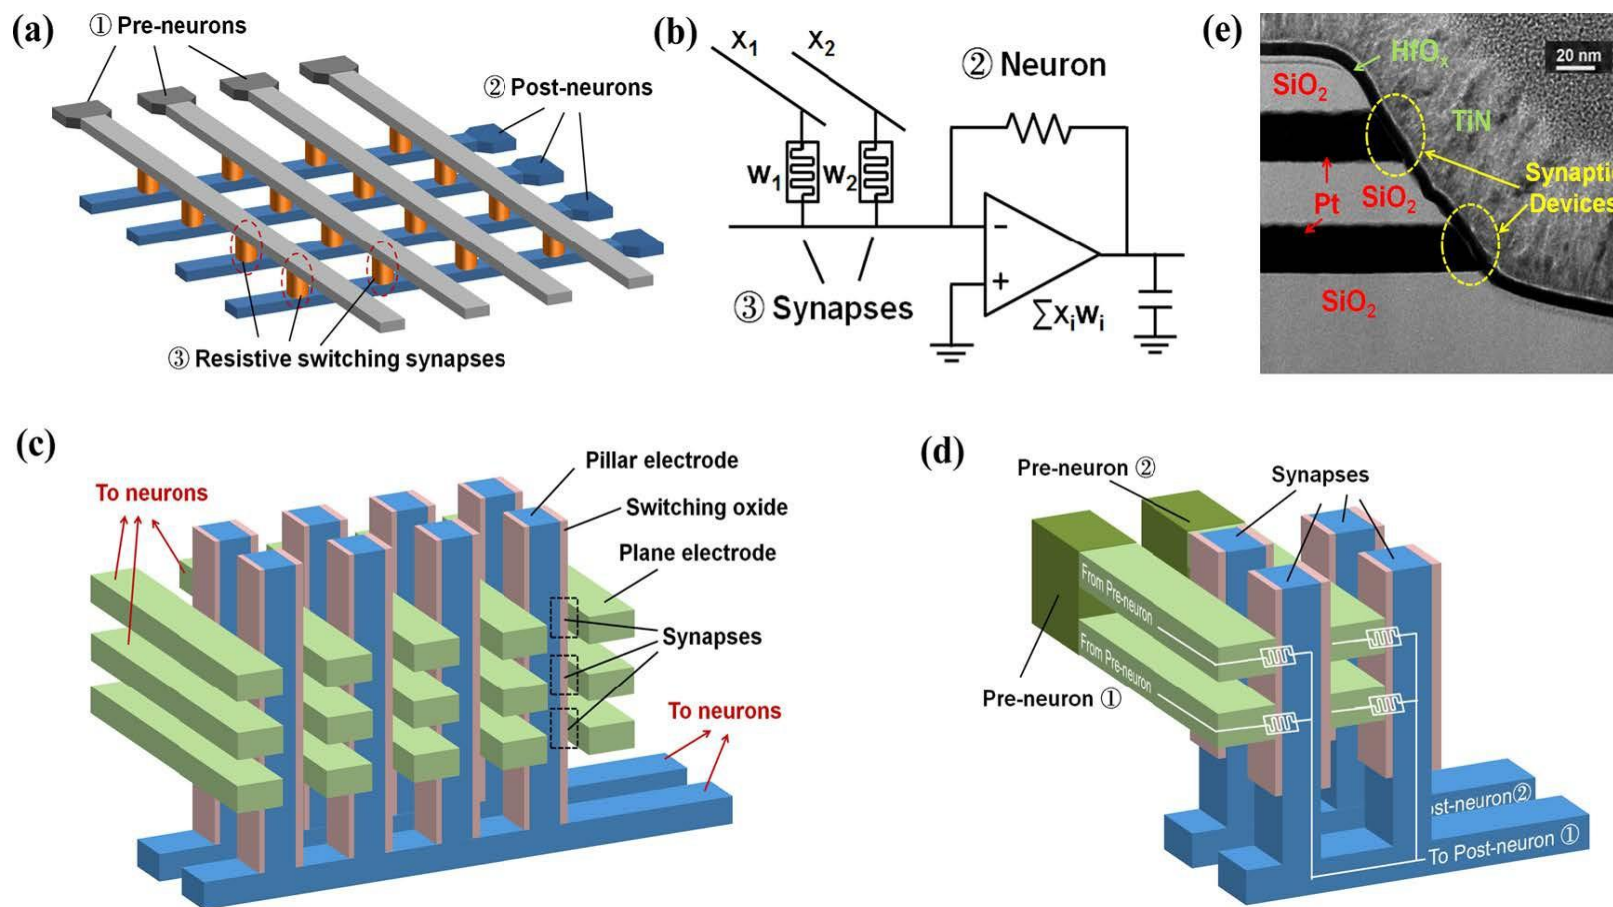 (a)
① Pre-neurons
② Post-neurons
③ Resistive switching synapses
(b)
X1
X2
② Neuron
W1
W2
−
+
∑XiWi
③ Synapses
(e)
HfOx
20 nm
SiO2
TiN
Synaptic
Devices
Pt
SiO2
SiO2
(c)
To neurons
Pillar electrode
Switching oxide
Plane electrode
Synapses
To neurons
(d)
Pre-neuron ②
Synapses
From Pre-neuron
From Pre-neuron
Pre-neuron ①
ost-neuron②
To Post-neuron ①